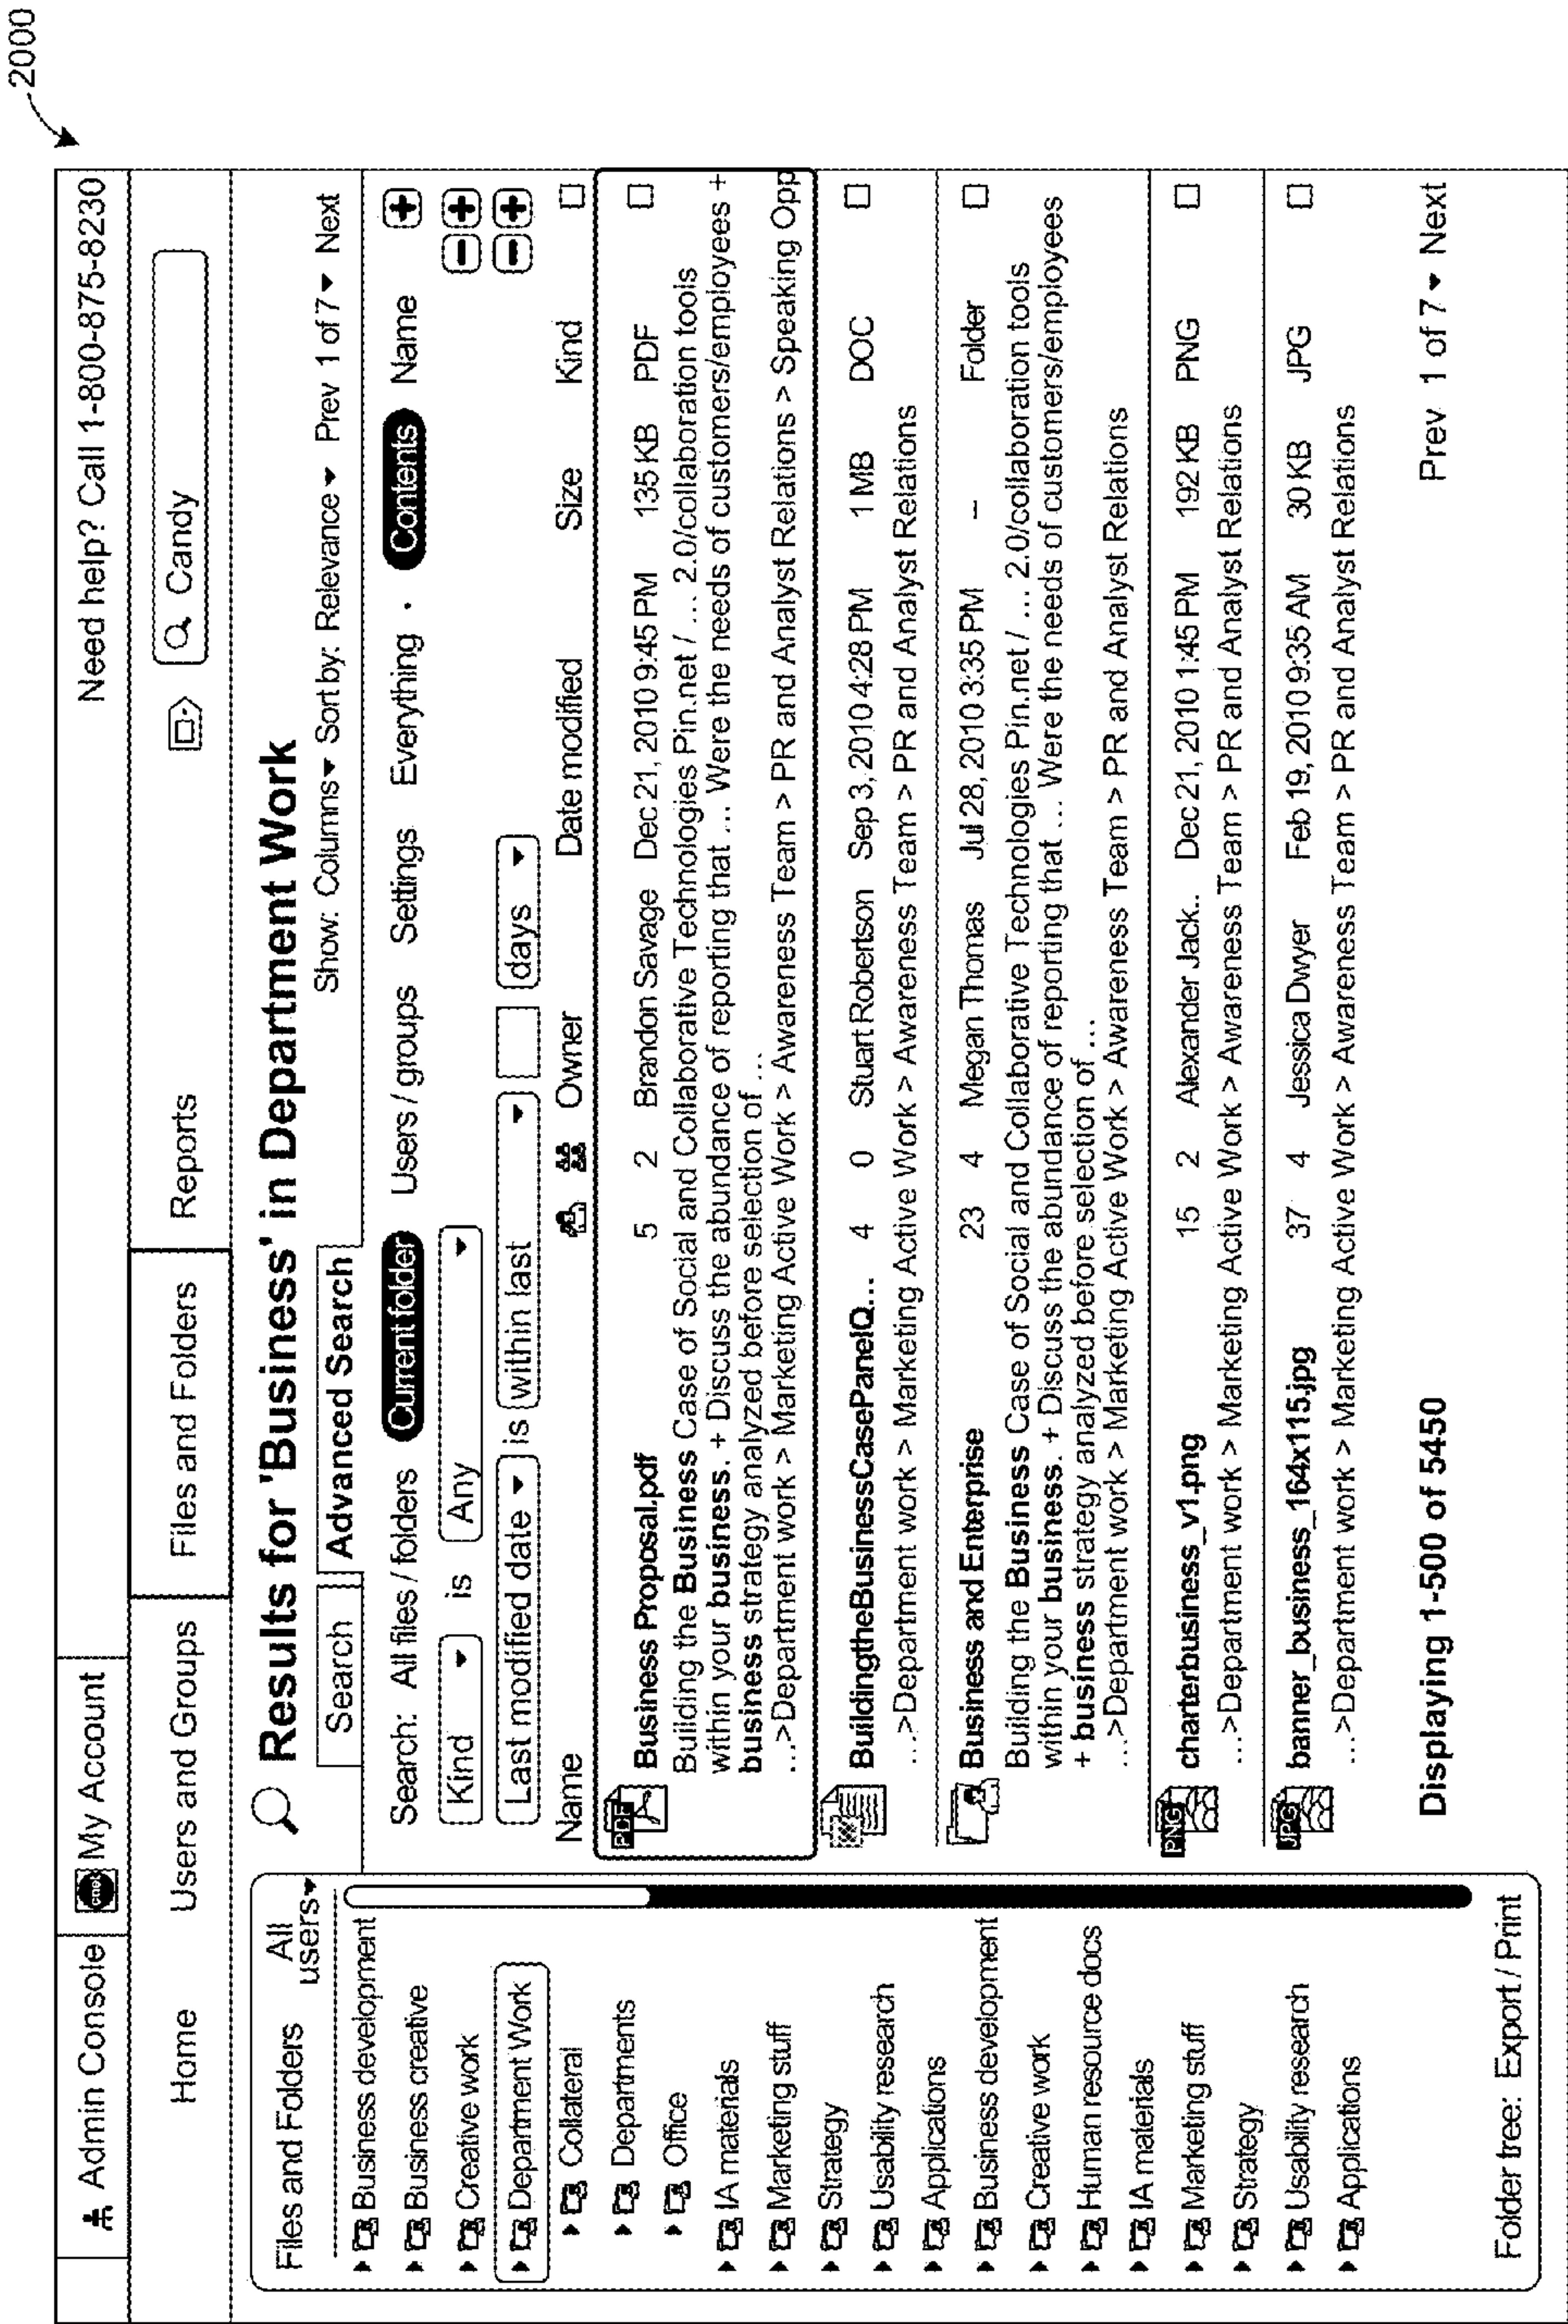 2000
Admin Console
cnet My Account
Need help? Call 1-800-875-8230
Home Users and Groups Files and Folders Reports Candy
Files and Folders All users
Business development
Business creative
Creative work
Department Work
Collateral
Departments
Office
IA materials
Marketing stuff
Strategy
Usability research
Applications
Business development
Creative work
Human resource docs
IA materials
Marketing stuff
Strategy
Usability research
Applications
Folder tree: Export / Print
Results for 'Business' in Department Work
Search Advanced Search Show: Columns Sort by: Relevance Prev 1 of 7 Next
Search: All files / folders Current folder Users / groups Settings Everything · Contents Name
Kind is Any
Last modified date is within last days
Name Owner Date modified Size Kind
PDF Business Proposal.pdf 5 2 Brandon Savage Dec 21, 2010 9:45 PM 135 KB PDF
Building the Business Case of Social and Collaborative Technologies Pin.net / ... 2.0/collaboration tools
within your business. + Discuss the abundance of reporting that ... Were the needs of customers/employees +
business strategy analyzed before selection of ...
...>Department work > Marketing Active Work > Awareness Team > PR and Analyst Relations > Speaking Opp
BuildingtheBusinessCasePanelQ... 4 0 Stuart Robertson Sep 3, 2010 4:28 PM 1 MB DOC
...>Department work > Marketing Active Work > Awareness Team > PR and Analyst Relations
Business and Enterprise 23 4 Megan Thomas Jul 28, 2010 3:35 PM -- Folder
Building the Business Case of Social and Collaborative Technologies Pin.net / ... 2.0/collaboration tools
within your business. + Discuss the abundance of reporting that ... Were the needs of customers/employees
+ business strategy analyzed before selection of ...
...>Department work > Marketing Active Work > Awareness Team > PR and Analyst Relations
PNG charterbusiness_v1.png 15 2 Alexander Jack.. Dec 21, 2010 1:45 PM 192 KB PNG
...>Department work > Marketing Active Work > Awareness Team > PR and Analyst Relations
JPG banner_business_164x115.jpg 37 4 Jessica Dwyer Feb 19, 2010 9:35 AM 30 KB JPG
...>Department work > Marketing Active Work > Awareness Team > PR and Analyst Relations
Displaying 1-500 of 5450 Prev 1 of 7 Next